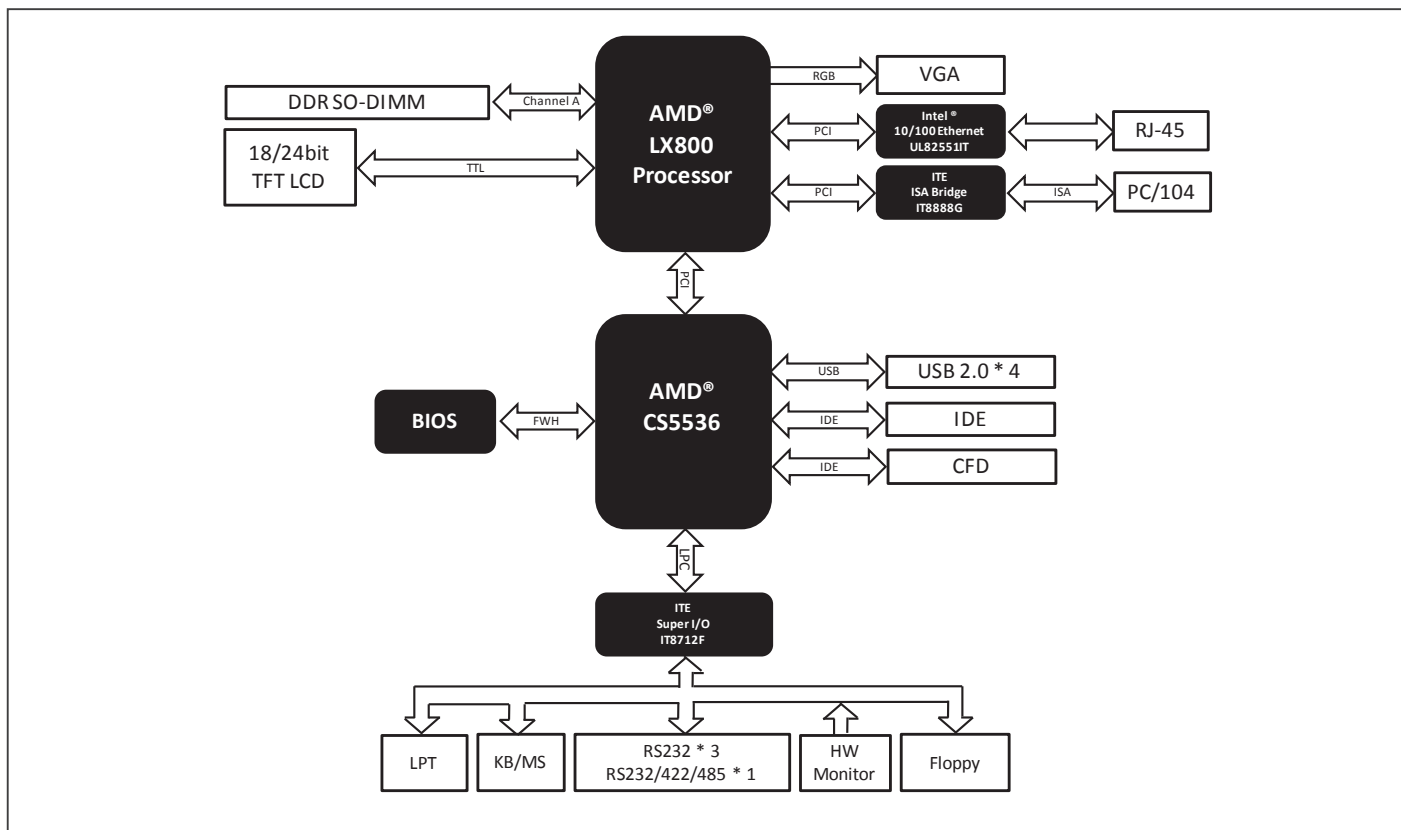 DDR SO-DIMM
Channel A
18/24bit
TFT LCD
TTL
AMD®
LX800
Processor
RGB
VGA
PCI
Intel ®
10/100 Ethernet
UL82551IT
RJ-45
PCI
ITE
ISA Bridge
IT8888G
ISA
PC/104
PCI
BIOS
FWH
AMD®
CS5536
USB
USB 2.0 * 4
IDE
IDE
IDE
CFD
LPC
ITE
Super I/O
IT8712F
LPT
KB/MS
RS232 * 3
RS232/422/485 * 1
HW
Monitor
Floppy